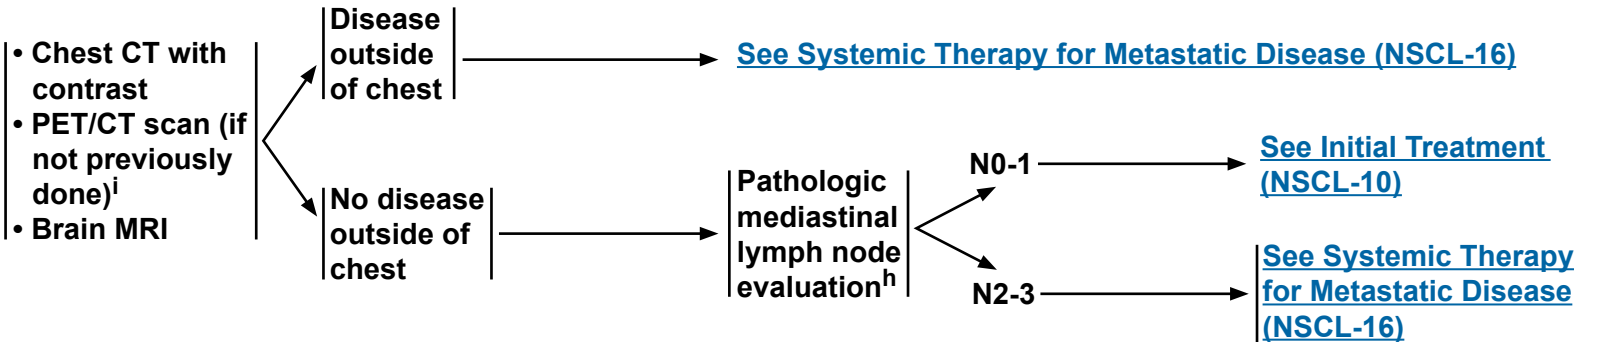 • Chest CT with
contrast
• PET/CT scan (if
not previously
done)i
• Brain MRI
Disease
outside
of chest
See Systemic Therapy for Metastatic Disease (NSCL-16)
No disease
outside of
chest
Pathologic
mediastinal
lymph node
evaluationh
N0-1
See Initial Treatment
(NSCL-10)
N2-3
See Systemic Therapy
for Metastatic Disease
(NSCL-16)